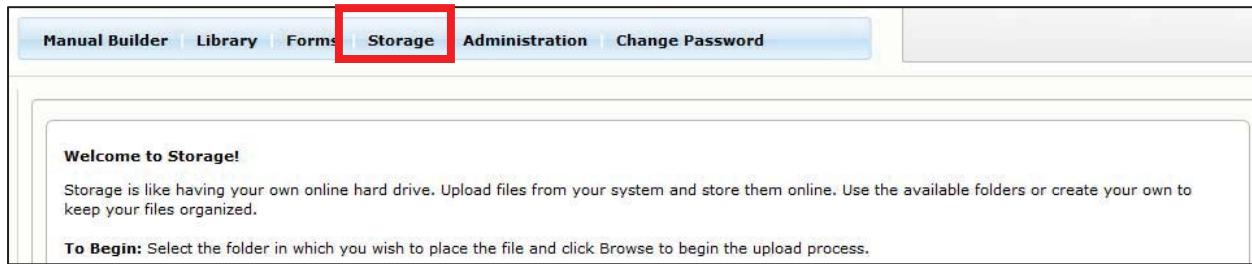 Manual Builder Library Forms Storage Administration Change Password
Welcome to Storage!
Storage is like having your own online hard drive. Upload files from your system and store them online. Use the available folders or create your own to
keep your files organized.
To Begin: Select the folder in which you wish to place the file and click Browse to begin the upload process.